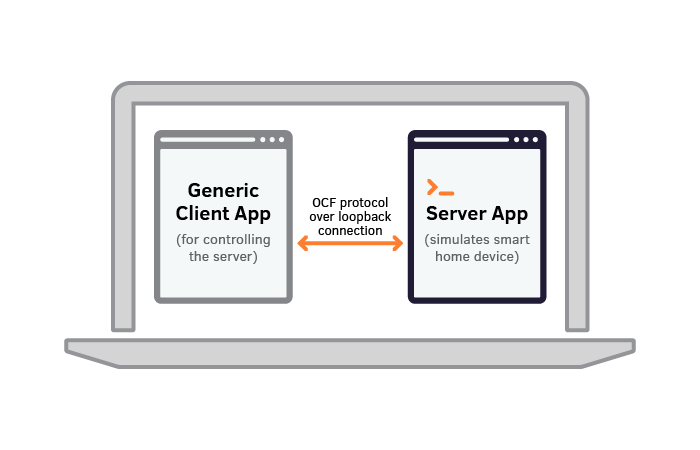 Generic
Client App
(for controlling
the server)
OCF protocol
over loopback
connection
Server App
(simulates smart
home device)